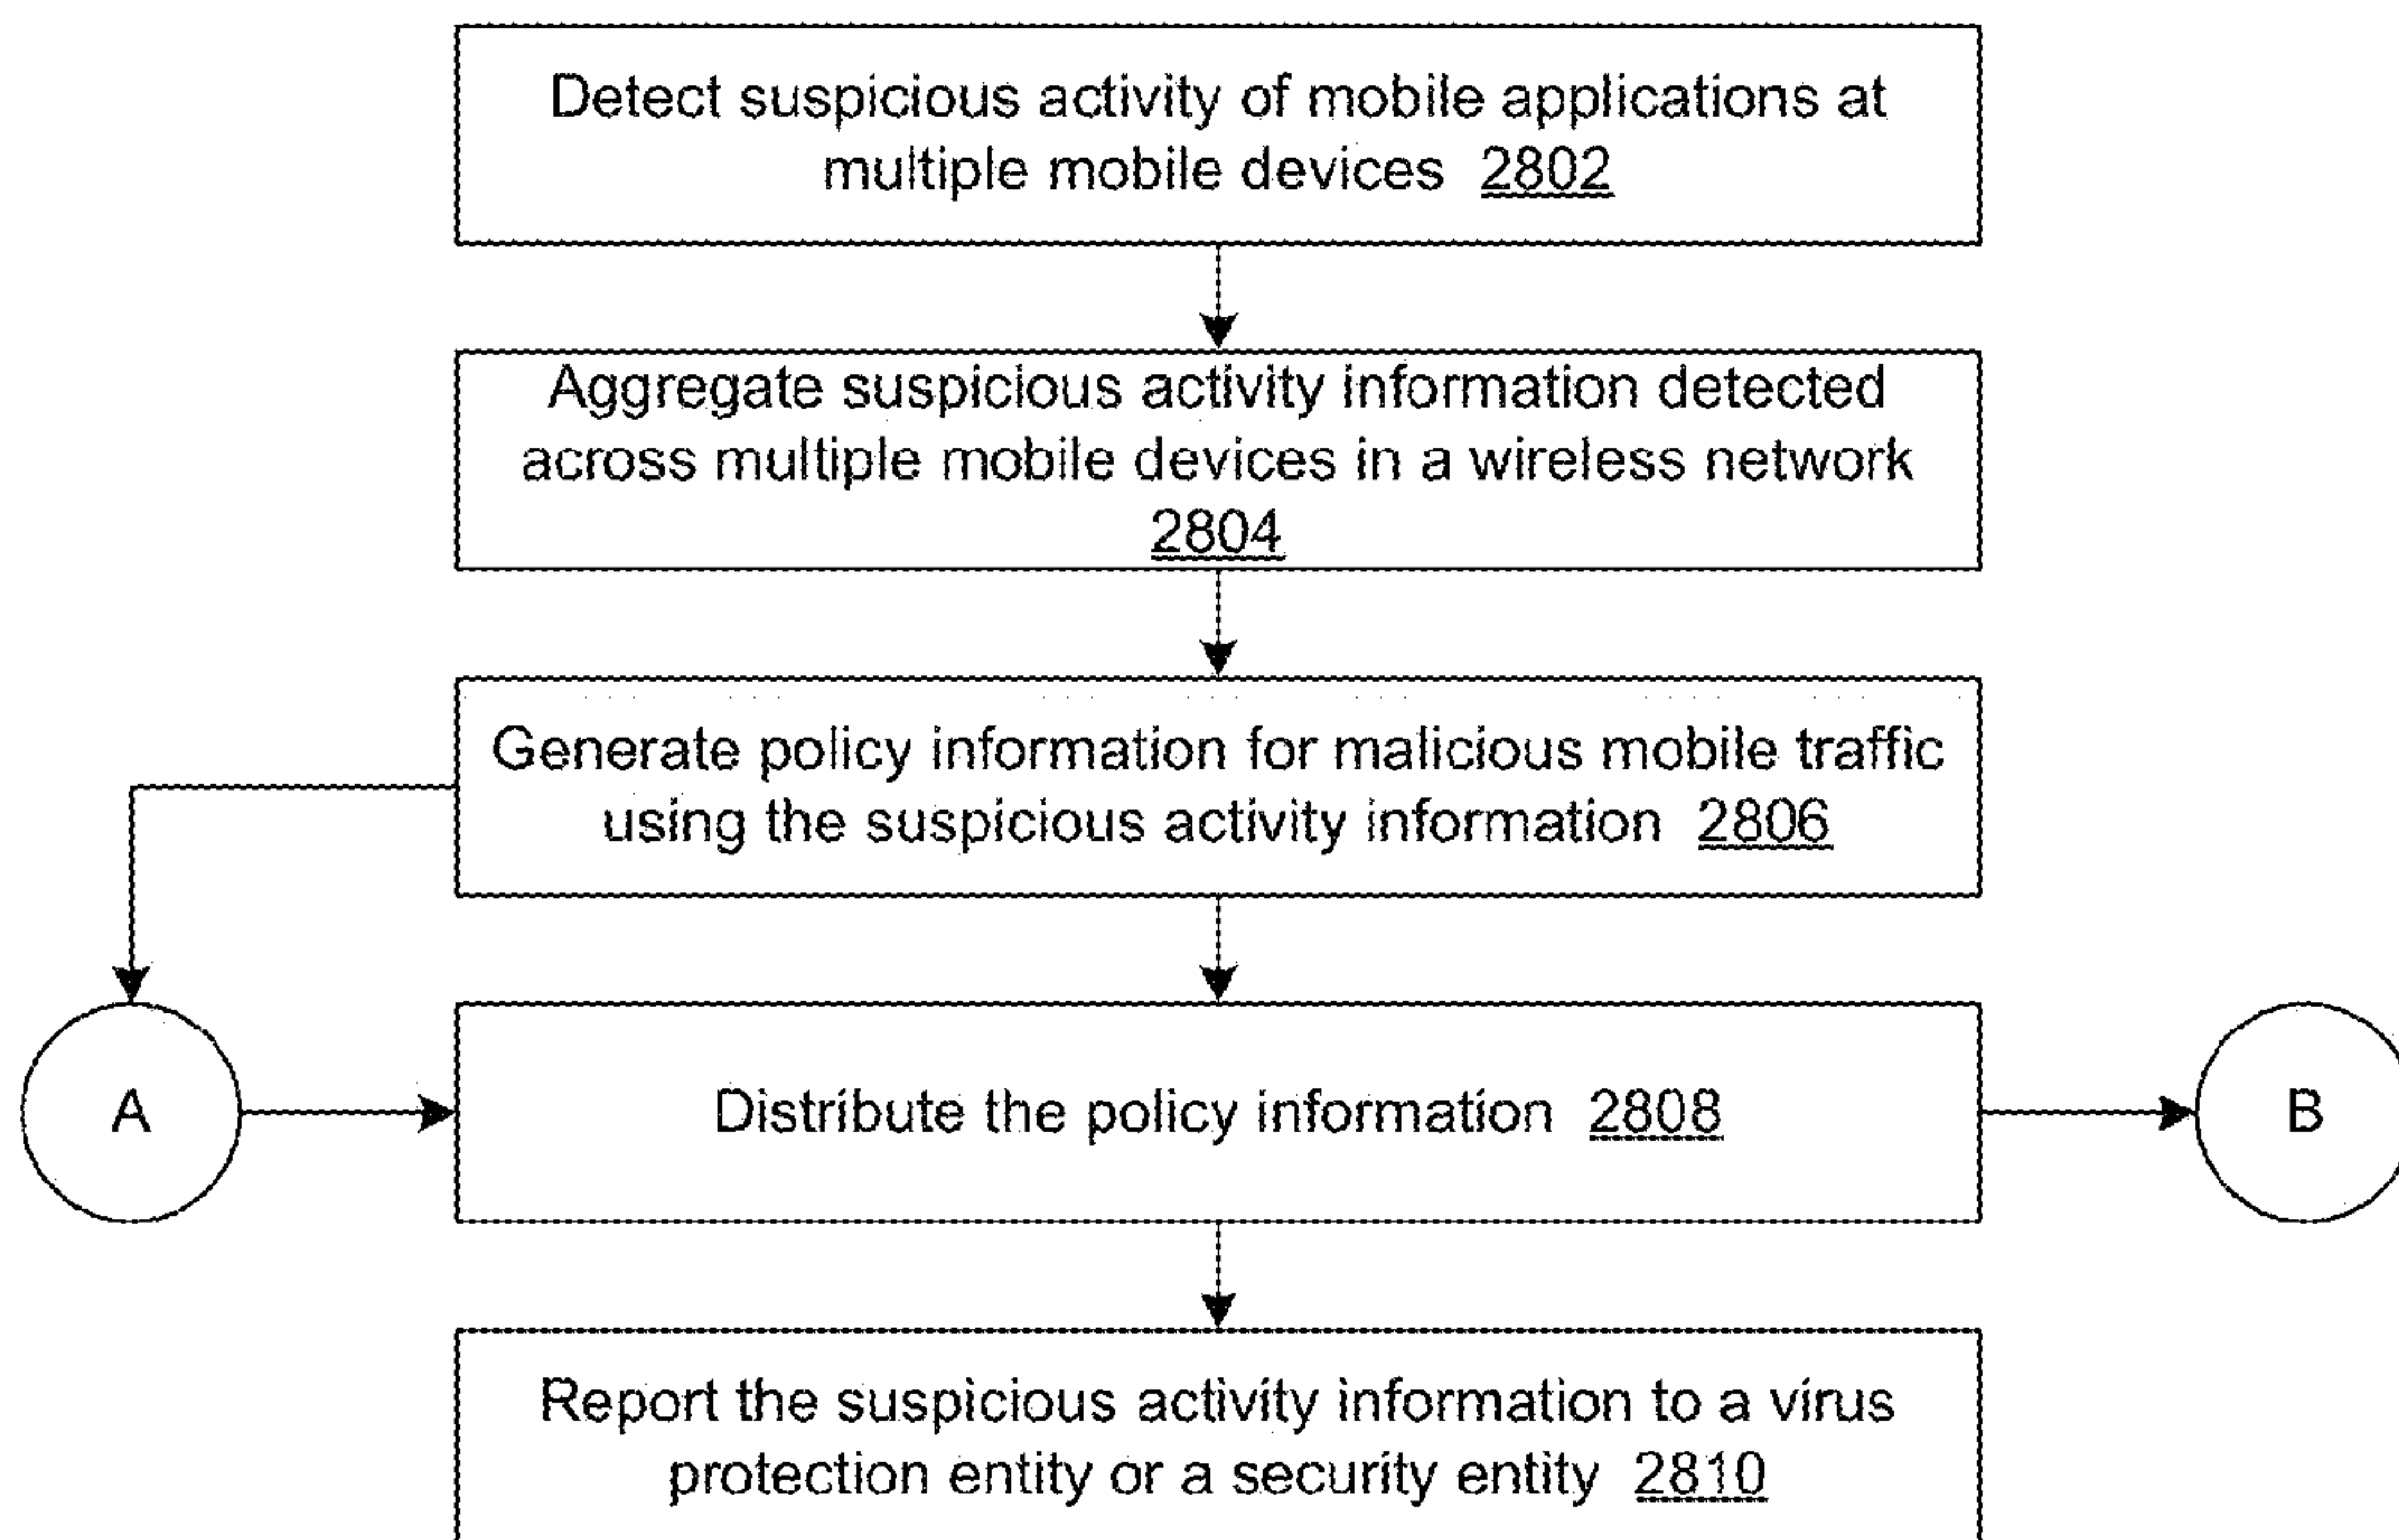 Detect suspicious activity of mobile applications at
multiple mobile devices 2802
Aggregate suspicious activity information detected
across multiple mobile devices in a wireless network
2804
Generate policy information for malicious mobile traffic
using the suspicious activity information 2806
A
Distribute the policy information 2808
B
Report the suspicious activity information to a virus
protection entity or a security entity 2810